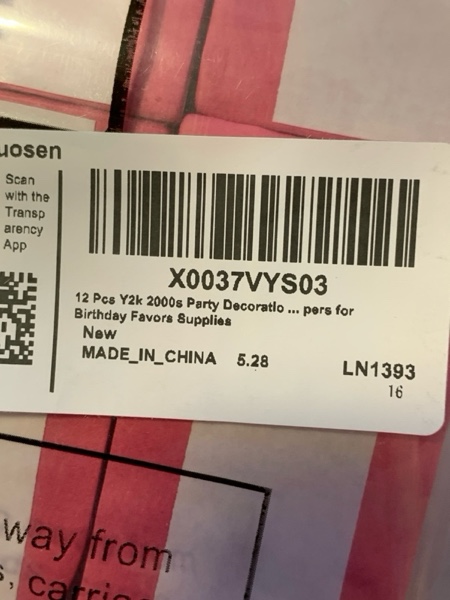 uosen
Scan
with the
Transp
arency
App
X0037VYS03
12 Pcs Y2k 2000s Party Decoratio ... pers for
Birthday Favors Supplies
New
MADE_IN_CHINA 5.28
LN1393
16
way from
s, carri